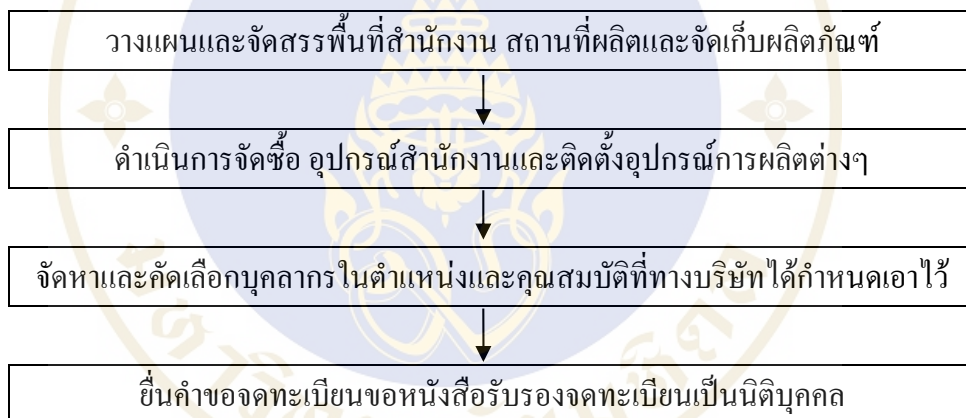 วางแผนและจัดสรรพื้นที่สำนักงาน สถานที่ผลิตและจัดเก็บผลิตภัณฑ์
ดำเนินการจัดซื้อ อุปกรณ์สำนักงานและติดตั้งอุปกรณ์การผลิตต่างๆ
จัดหาและคัดเลือกบุคลากรในตำแหน่งและคุณสมบัติที่ทางบริษัทได้กำหนดเอาไว้
ยื่นคำขอจดทะเบียนขอหนังสือรับรองจดทะเบียนเป็นนิติบุคคล